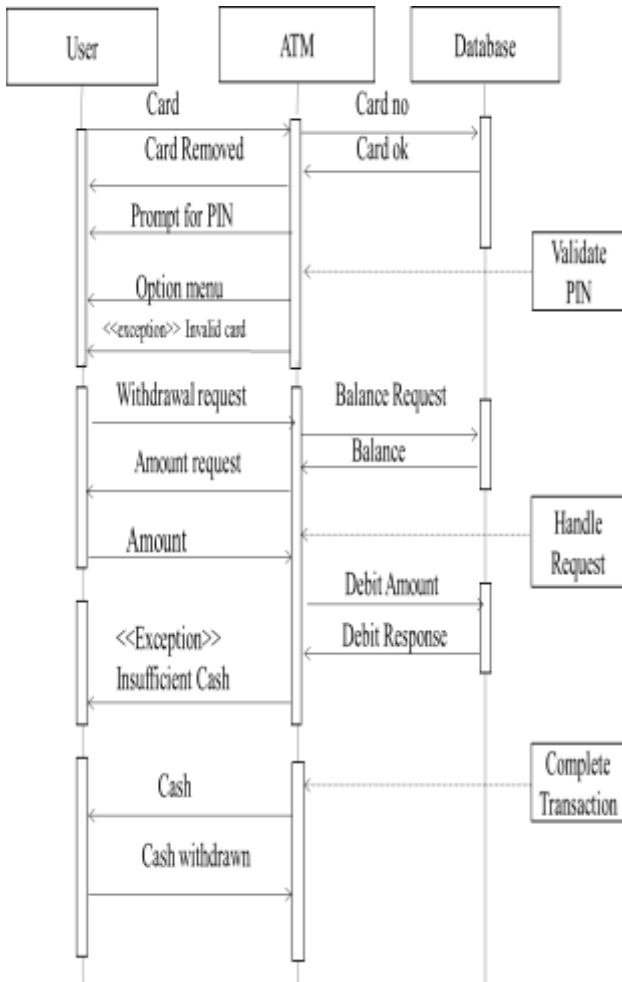 User
ATM
Database
Card
Card no
Card Removed
Card ok
Prompt for PIN
Validate
PIN
Option menu
<<exception>> Invalid card
Withdrawal request
Balance Request
Balance
Amount request
Handle
Request
Amount
Debit Amount
<<Exception>>
Insufficient Cash
Debit Response
Complete
Transaction
Cash
Cash withdrawn